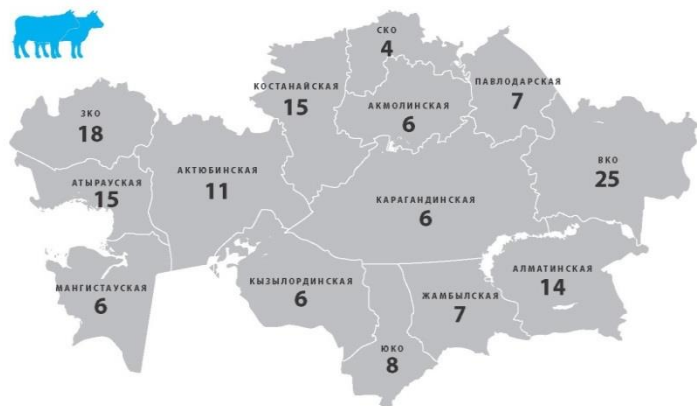 СКО
4
КОСТАНАЙСКАЯ
15
ПАВЛОДАРСКАЯ
7
АКМОЛИНСКАЯ
6
ЗКО
18
АКТЮБИНСКАЯ
11
ВКО
25
АТЫРАУСКАЯ
15
КАРАГАНДИНСКАЯ
6
МАНГИСТАУСКАЯ
6
КЫЗЫЛОРДИНСКАЯ
6
ЖАМБЫЛСКАЯ
7
АЛМАТИНСКАЯ
14
ЮКО
8